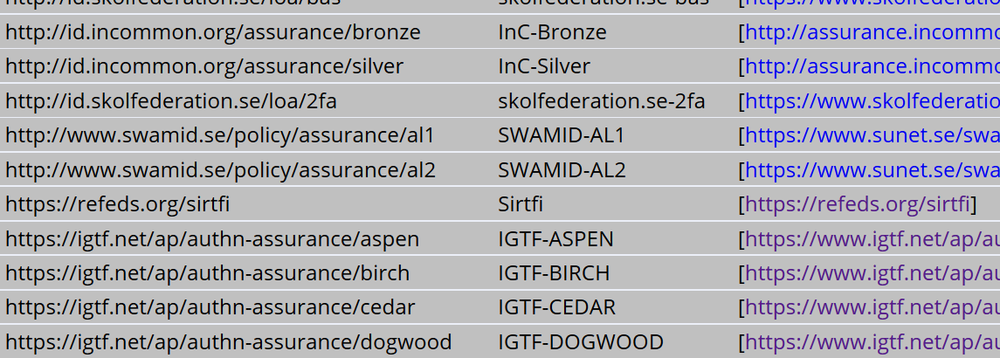 http://id.skolfederation.se/loa/bas skolfederation.se-bas [https://www.skolfederatio
http://id.incommon.org/assurance/bronze InC-Bronze [http://assurance.incommo
http://id.incommon.org/assurance/silver InC-Silver [http://assurance.incommo
http://id.skolfederation.se/loa/2fa skolfederation.se-2fa [https://www.skolfederatio
http://www.swamid.se/policy/assurance/al1 SWAMID-AL1 [https://www.sunet.se/swa
http://www.swamid.se/policy/assurance/al2 SWAMID-AL2 [https://www.sunet.se/swa
https://refeds.org/sirtfi Sirtfi [https://refeds.org/sirtfi]
https://igtf.net/ap/authn-assurance/aspen IGTF-ASPEN [https://www.igtf.net/ap/au
https://igtf.net/ap/authn-assurance/birch IGTF-BIRCH [https://www.igtf.net/ap/au
https://igtf.net/ap/authn-assurance/cedar IGTF-CEDAR [https://www.igtf.net/ap/au
https://igtf.net/ap/authn-assurance/dogwood IGTF-DOGWOOD [https://www.igtf.net/ap/au